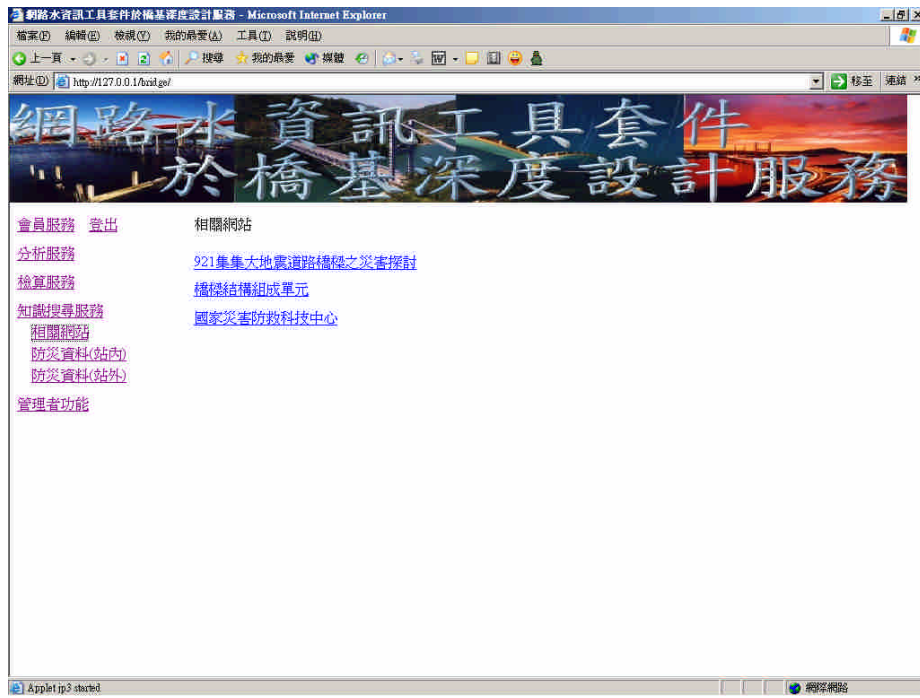 網路水資訊工具套件於橋基深度設計服務 - Microsoft Internet Explorer
檔案(F) 編輯(E) 檢視(V) 我的最愛(A) 工具(T) 說明(H)
上一頁 搜尋 我的最愛 媒體
網址(D) http://127.0.0.1/bridge/ 移至 連結 »
網路水資訊工具套件
於橋基深度設計服務
會員服務 登出 相關網站
分析服務
921集集大地震道路橋樑之災害探討
檢算服務
橋樑結構組成單元
知識搜尋服務
國家災害防救科技中心
相關網站
防災資料(站內)
防災資料(站外)
管理者功能
Applet jp3 started 網際網路